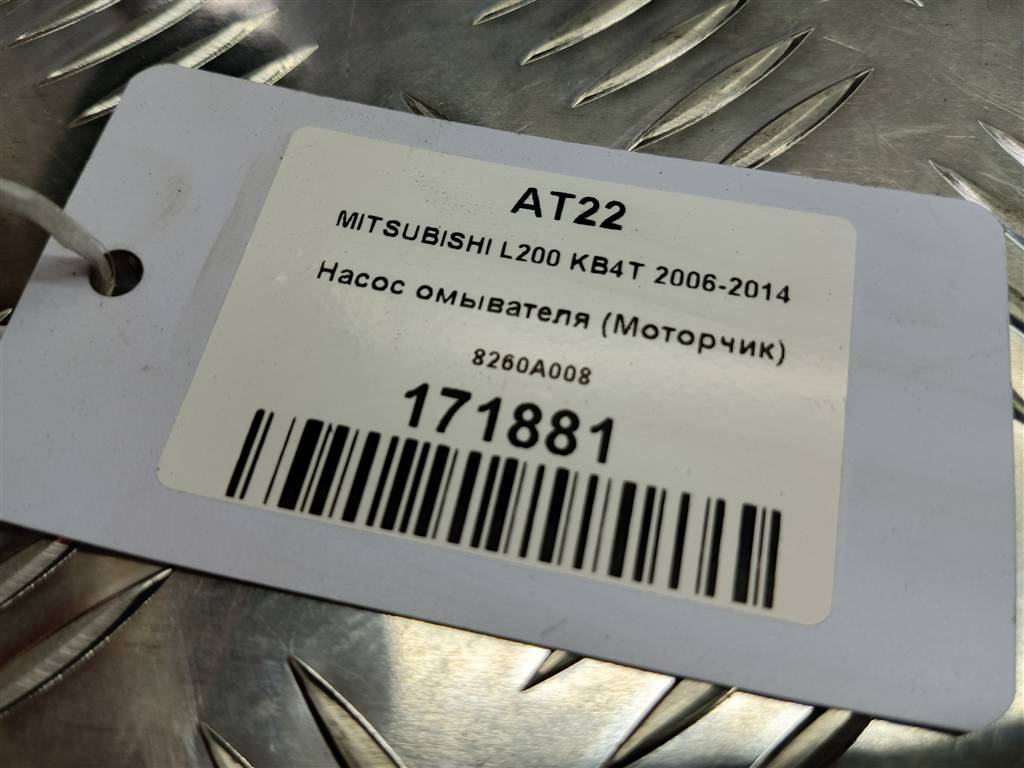 AT22
MITSUBISHI L200 KB4T 2006-2014
Насос омывателя (Моторчик)
8260A008
171881